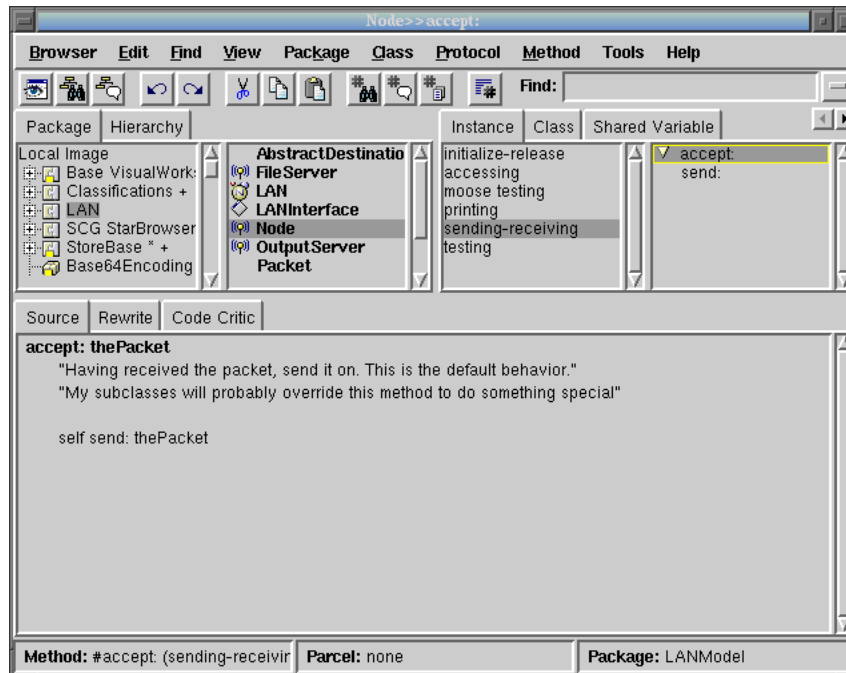 Node>>accept:
Browser Edit Find View Package Class Protocol Method Tools Help
Find:
Package Hierarchy
Instance Class Shared Variable
Local Image
Base VisualWork
Classifications +
LAN
SCG StarBrowser
StoreBase * +
Base64Encoding
AbstractDestinatio
FileServer
LAN
LANInterface
Node
OutputServer
Packet
initialize-release
accessing
moose testing
printing
sending-receiving
testing
accept:
send:
Source Rewrite Code Critic
accept: thePacket
"Having received the packet, send it on. This is the default behavior."
"My subclasses will probably override this method to do something special"
self send: thePacket
Method: #accept: (sending-receivin Parcel: none Package: LANModel